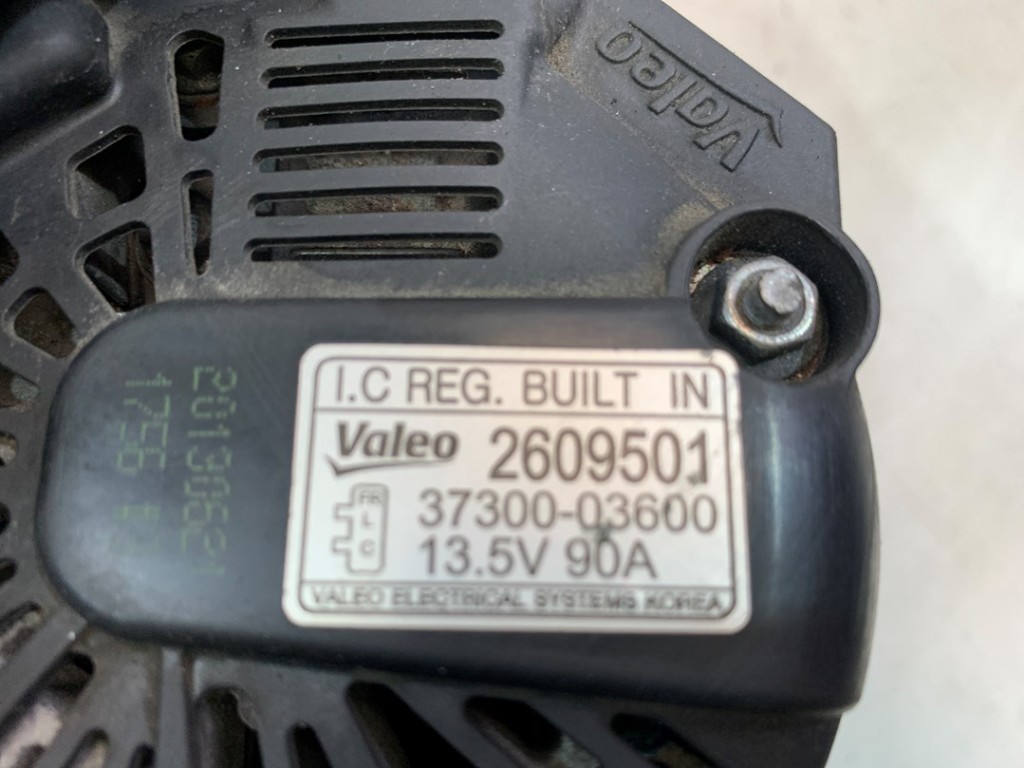 Valeo
I.C REG. BUILT IN
Valeo 2609501
FR
L
C
37300-03600
13.5V 90A
VALEO ELECTRICAL SYSTEMS KOREA